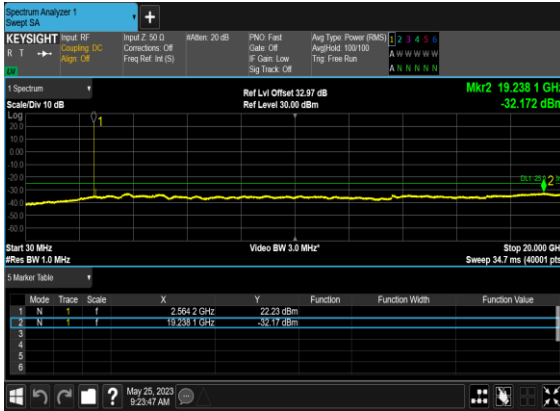 Spectrum Analyzer 1
Swept SA
+
KEYSIGHT Input: RF Input Z: 50 Ω #Atten: 20 dB PNO: Fast Avg Type: Power (RMS) 1 2 3 4 5 6
R T Coupling: DC Corrections: Off Gate: Off Avg|Hold: 100/100 A W W W W W
Align: Off Freq Ref: Int (S) IF Gain: Low Trig: Free Run
Sig Track: Off A N N N N N
1 Spectrum
Ref Lvl Offset 32.97 dB Mkr2 19.238 1 GHz
Scale/Div 10 dB Ref Level 30.00 dBm -32.172 dBm
Log
20.0
10.0
0.00
-10.0
-20.0
-30.0
-40.0
-50.0
-60.0
1
2
Start 30 MHz Video BW 3.0 MHz* Stop 20.000 GHz
#Res BW 1.0 MHz Sweep 34.7 ms (40001 pts)
5 Marker Table
Mode Trace Scale X Y Function Function Width Function Value
1 N 1 f 2.564 2 GHz 22.23 dBm
2 N 1 f 19.238 1 GHz -32.17 dBm
3
4
5
6
? May 25, 2023
9:23:47 AM